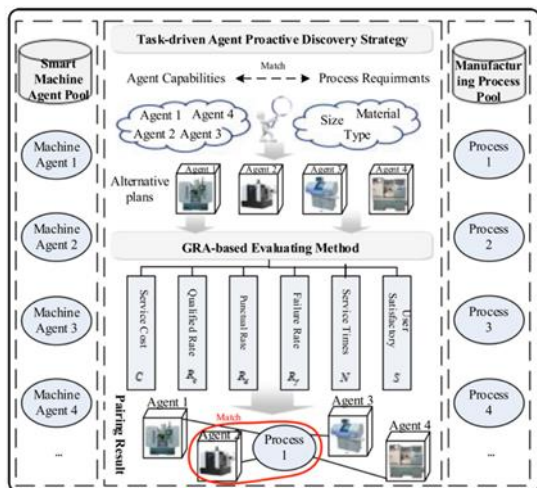 Task-driven Agent Proactive Discovery Strategy
Smart
Machine
Agent Pool
Manufactur
ing Process
Pool
Match
Agent Capabilities
Process Requirments
Agent 1 Agent 4
Agent 2 Agent 3
Size Material
Type
Machine
Agent 1
Machine
Agent 2
Machine
Agent 3
Machine
Agent 4
...
Alternative
plans
Agent
Agent 2
Agent 3
Agent 4
GRA-based Evaluating Method
Service Cost
Qualified Rate
Punctual Rate
Failure Rate
Service Times
User
Satisfactory
Pairing Result
Agent 1
Agent
Match
Process
1
Agent 3
Agent 4
Process
1
Process
2
Process
3
Process
4
...